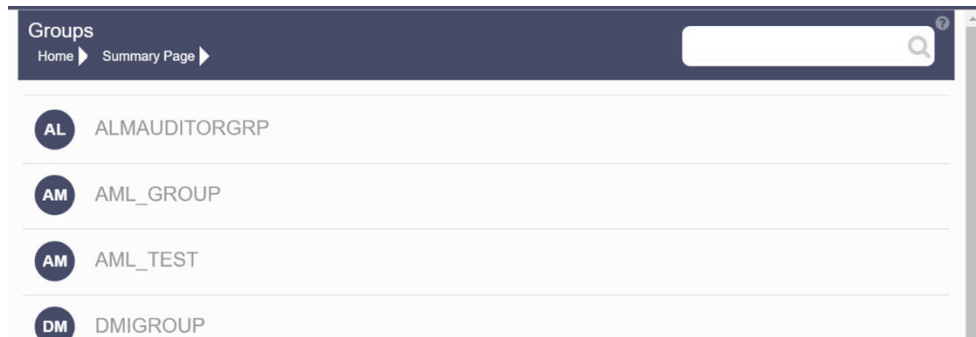 Groups
Home Summary Page
?
AL ALMAUDITORGRP
AM AML_GROUP
AM AML_TEST
DM DMIGROUP